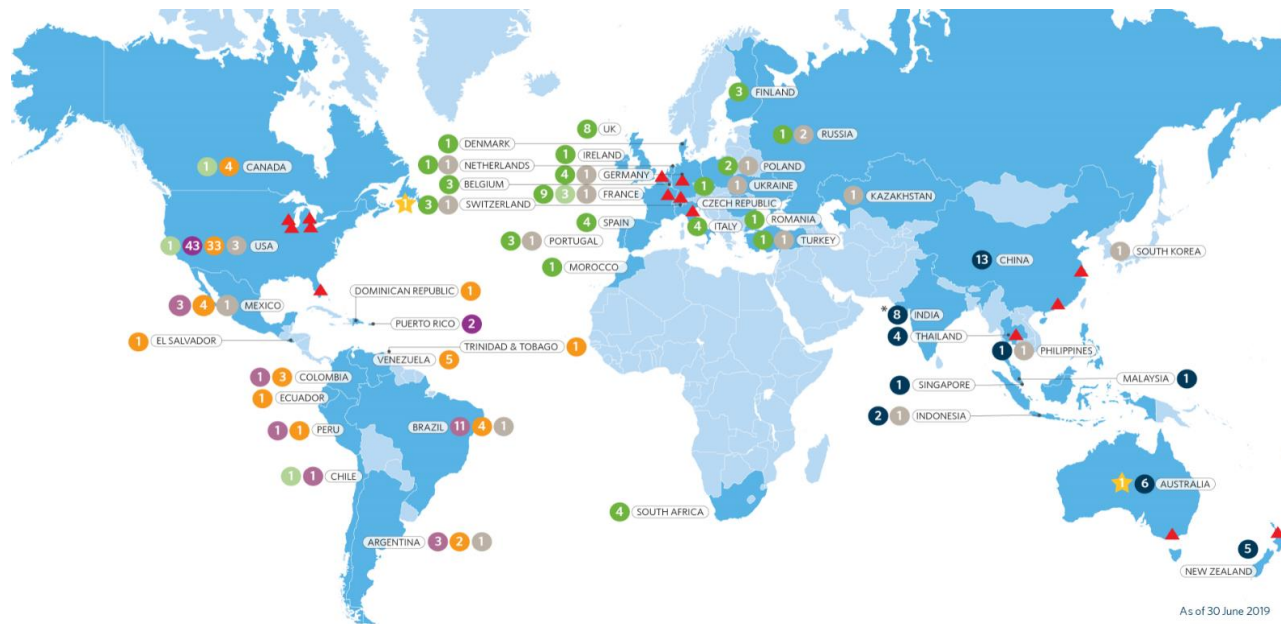 3 FINLAND
8 UK
1 DENMARK
1 2 RUSSIA
1 IRELAND
1 1 NETHERLANDS
2 1 POLAND
1 4 CANADA
4 1 GERMANY
3 BELGIUM
1
1 UKRAINE
9 3 1 FRANCE
1 KAZAKHSTAN
1 3 1 SWITZERLAND
CZECH REPUBLIC
4 SPAIN
1 ROMANIA
4 ITALY
3 1 PORTUGAL
1 1 TURKEY
1 43 33 3 USA
1 SOUTH KOREA
13 CHINA
1 MOROCCO
DOMINICAN REPUBLIC 1
3 4 1 MEXICO
* 8 INDIA
PUERTO RICO 2
4 THAILAND
1 EL SALVADOR
TRINIDAD & TOBAGO 1
1 1 PHILIPPINES
VENEZUELA 5
1 3 COLOMBIA
MALAYSIA 1
1 SINGAPORE
1 ECUADOR
2 1 INDONESIA
1 1 PERU
BRAZIL 11 4 1
1 1 CHILE
1 6 AUSTRALIA
4 SOUTH AFRICA
ARGENTINA 3 2 1
5
NEW ZEALAND
As of 30 June 2019